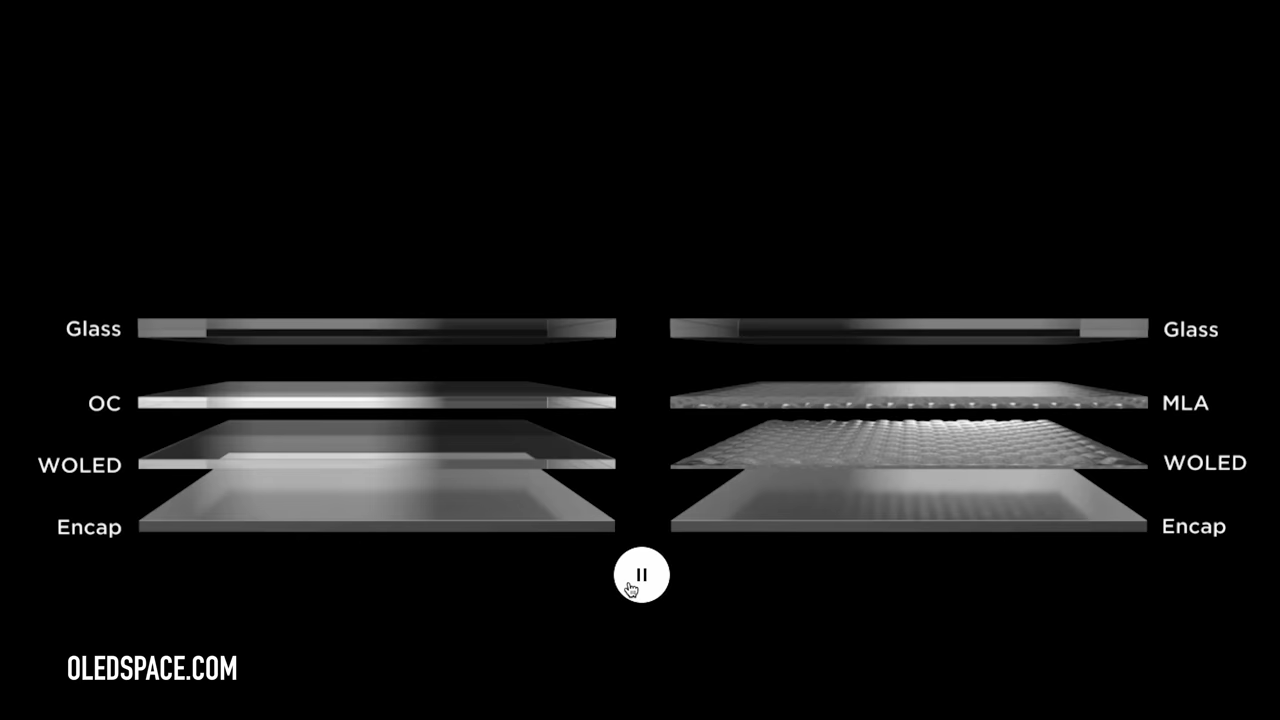 Glass
OC
WOLED
Encap
Glass
MLA
WOLED
Encap
OLEDSPACE.COM